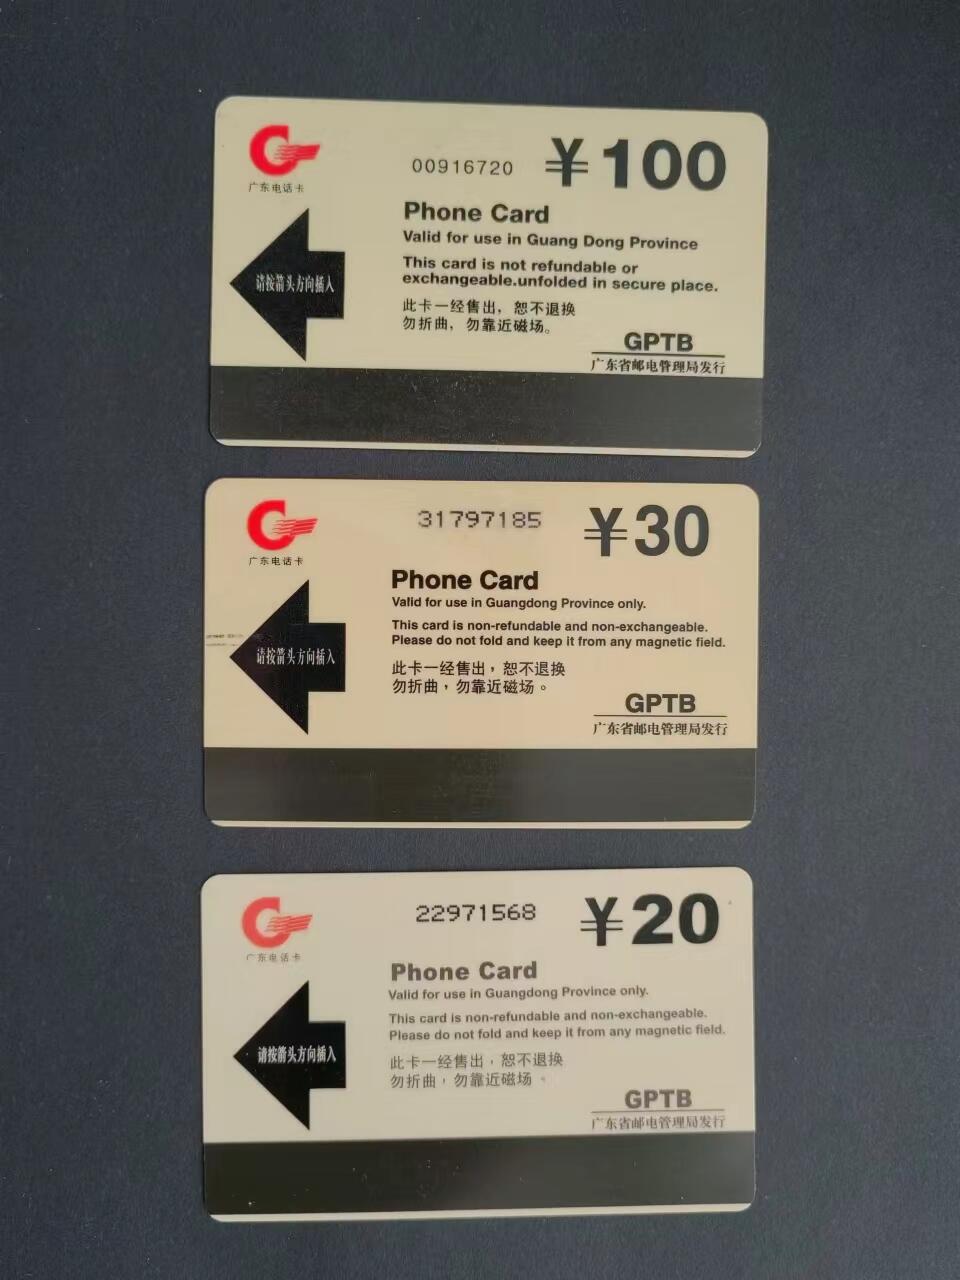 00916720
¥100
广东电话卡
Phone Card
Valid for use in Guang Dong Province
This card is not refundable or
exchangeable.unfolded in secure place.
请按箭头方向插入
此卡一经售出，恕不退换
勿折曲，勿靠近磁场。
GPTB
广东省邮电管理局发行
31797185
¥30
广东电话卡
Phone Card
Valid for use in Guangdong Province only.
This card is non-refundable and non-exchangeable.
Please do not fold and keep it from any magnetic field.
请按箭头方向插入
此卡一经售出，恕不退换
勿折曲，勿靠近磁场。
GPTB
广东省邮电管理局发行
22971568
¥20
广东电话卡
Phone Card
Valid for use in Guangdong Province only.
This card is non-refundable and non-exchangeable.
Please do not fold and keep it from any magnetic field.
请按箭头方向插入
此卡一经售出，恕不退换
勿折曲，勿靠近磁场。
GPTB
广东省邮电管理局发行